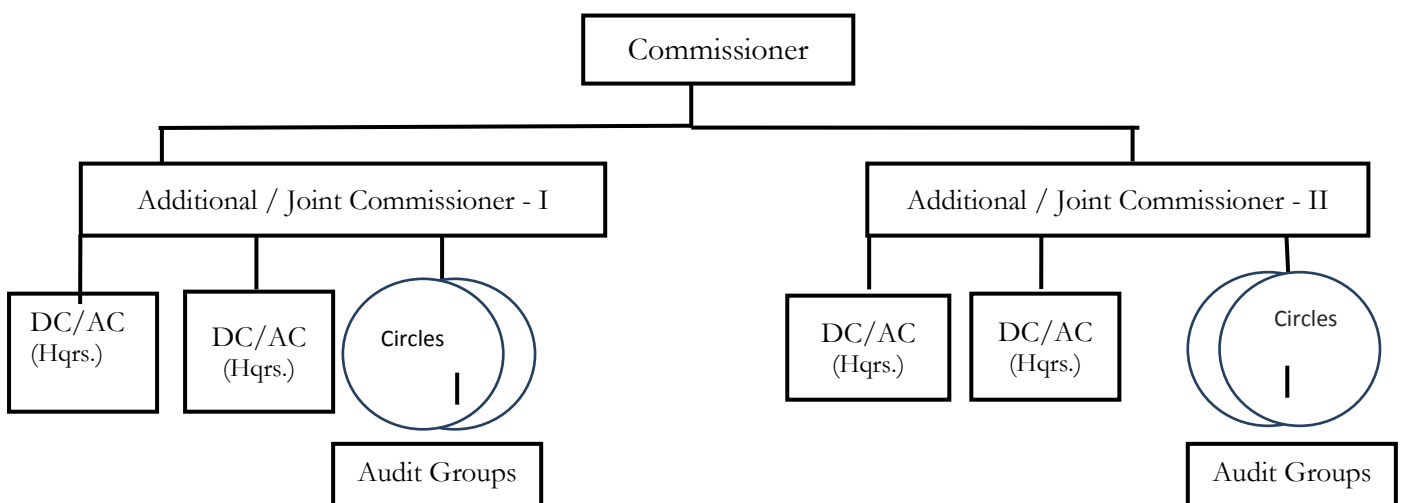 Commissioner
Additional / Joint Commissioner - I
Additional / Joint Commissioner - II
DC/AC
(Hqrs.)
DC/AC
(Hqrs.)
Circles
DC/AC
(Hqrs.)
DC/AC
(Hqrs.)
Circles
Audit Groups
Audit Groups